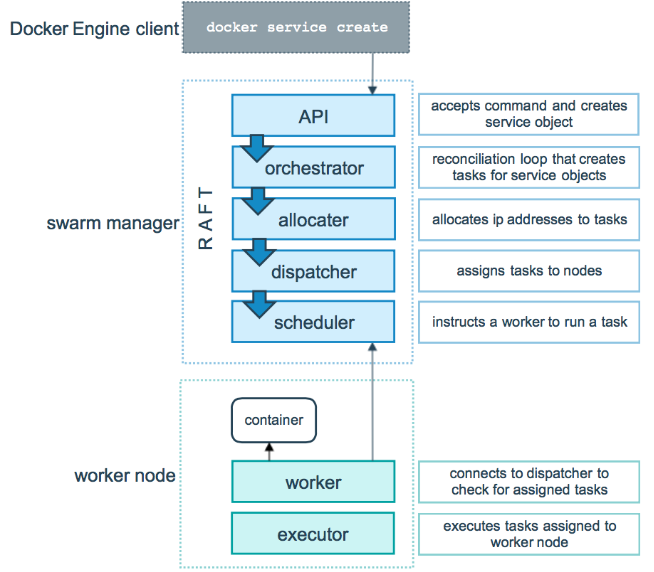 Docker Engine client
docker service create
swarm manager
RAFT
API
accepts command and creates
service object
orchestrator
reconciliation loop that creates
tasks for service objects
allocater
allocates ip addresses to tasks
dispatcher
assigns tasks to nodes
scheduler
instructs a worker to run a task
worker node
container
worker
connects to dispatcher to
check for assigned tasks
executor
executes tasks assigned to
worker node